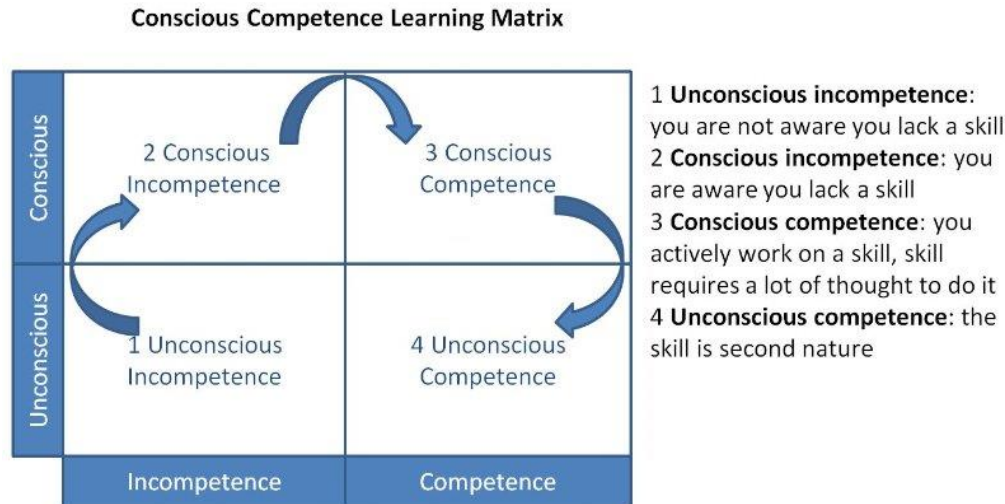 Conscious Competence Learning Matrix
Conscious
2 Conscious
Incompetence
3 Conscious
Competence
Unconscious
1 Unconscious
Incompetence
4 Unconscious
Competence
Incompetence
Competence
1 Unconscious incompetence:
you are not aware you lack a skill
2 Conscious incompetence: you
are aware you lack a skill
3 Conscious competence: you
actively work on a skill, skill
requires a lot of thought to do it
4 Unconscious competence: the
skill is second nature